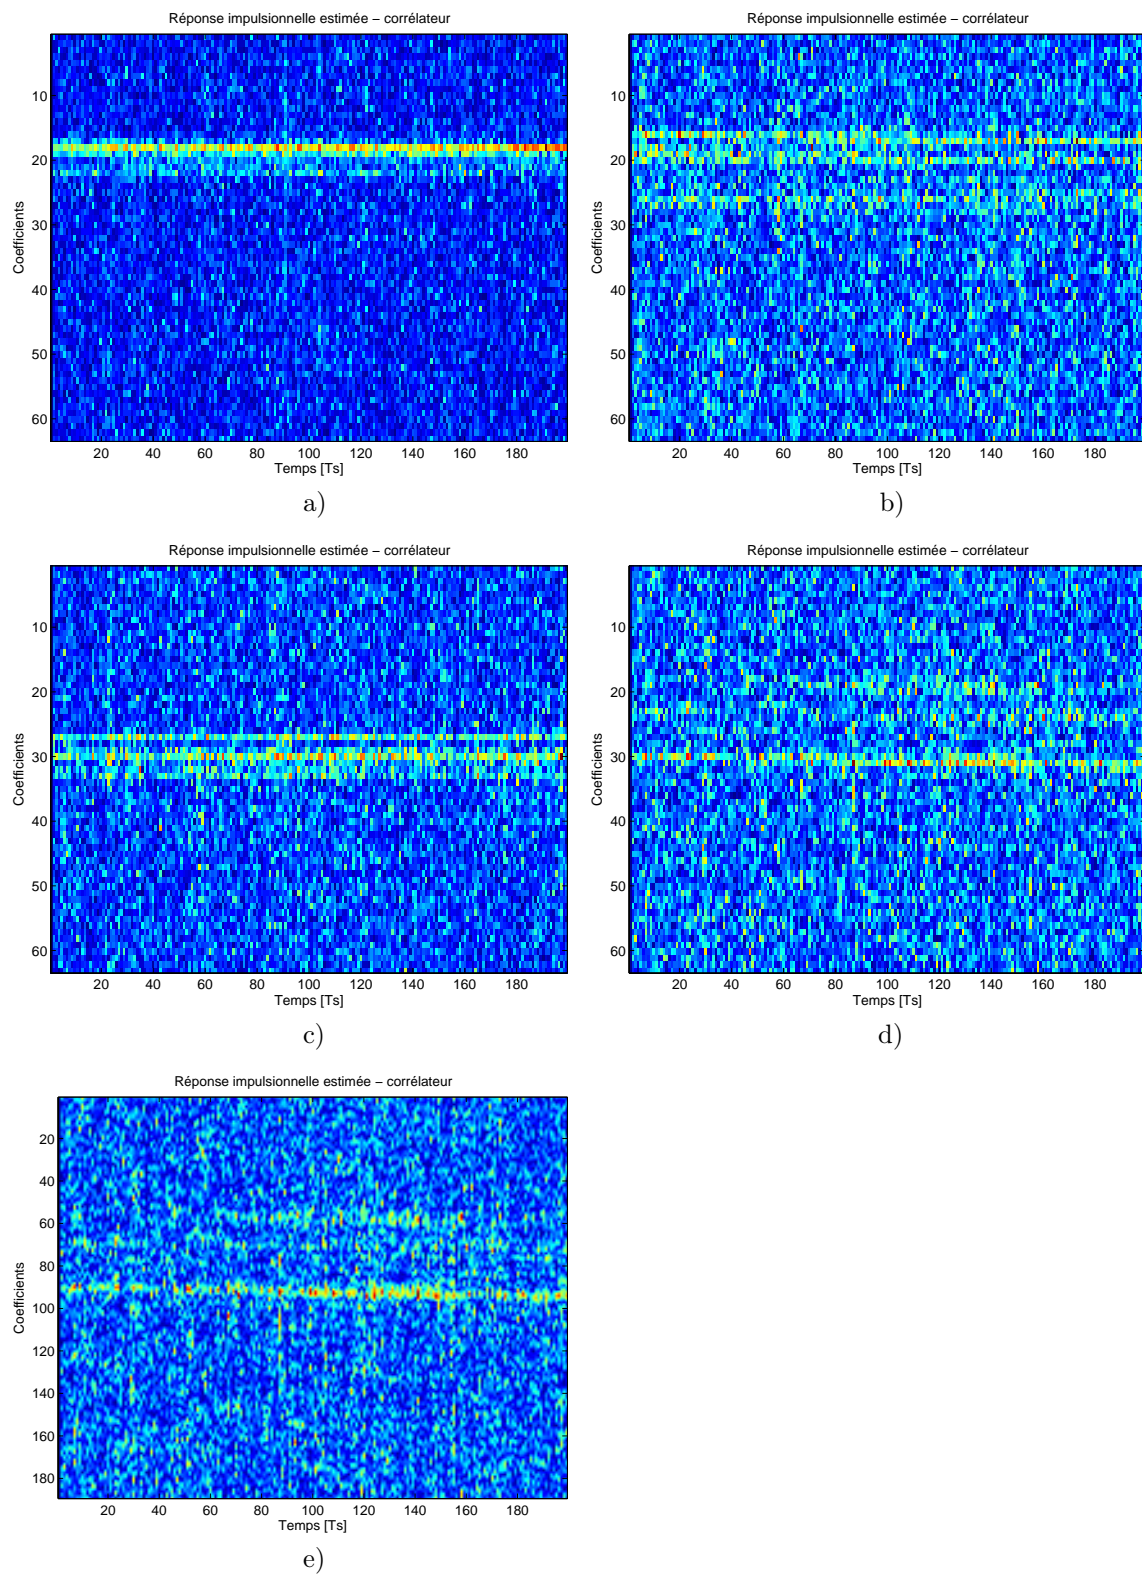 Réponse impulsionnelle estimée − corrélateur
Coefficients
10
20
30
40
50
60
20 40 60 80 100 120 140 160 180
Temps [Ts]
a)
Réponse impulsionnelle estimée − corrélateur
Coefficients
10
20
30
40
50
60
20 40 60 80 100 120 140 160 180
Temps [Ts]
b)
Réponse impulsionnelle estimée − corrélateur
Coefficients
10
20
30
40
50
60
20 40 60 80 100 120 140 160 180
Temps [Ts]
c)
Réponse impulsionnelle estimée − corrélateur
Coefficients
10
20
30
40
50
60
20 40 60 80 100 120 140 160 180
Temps [Ts]
d)
Réponse impulsionnelle estimée − corrélateur
Coefficients
20
40
60
80
100
120
140
160
180
20 40 60 80 100 120 140 160 180
Temps [Ts]
e)